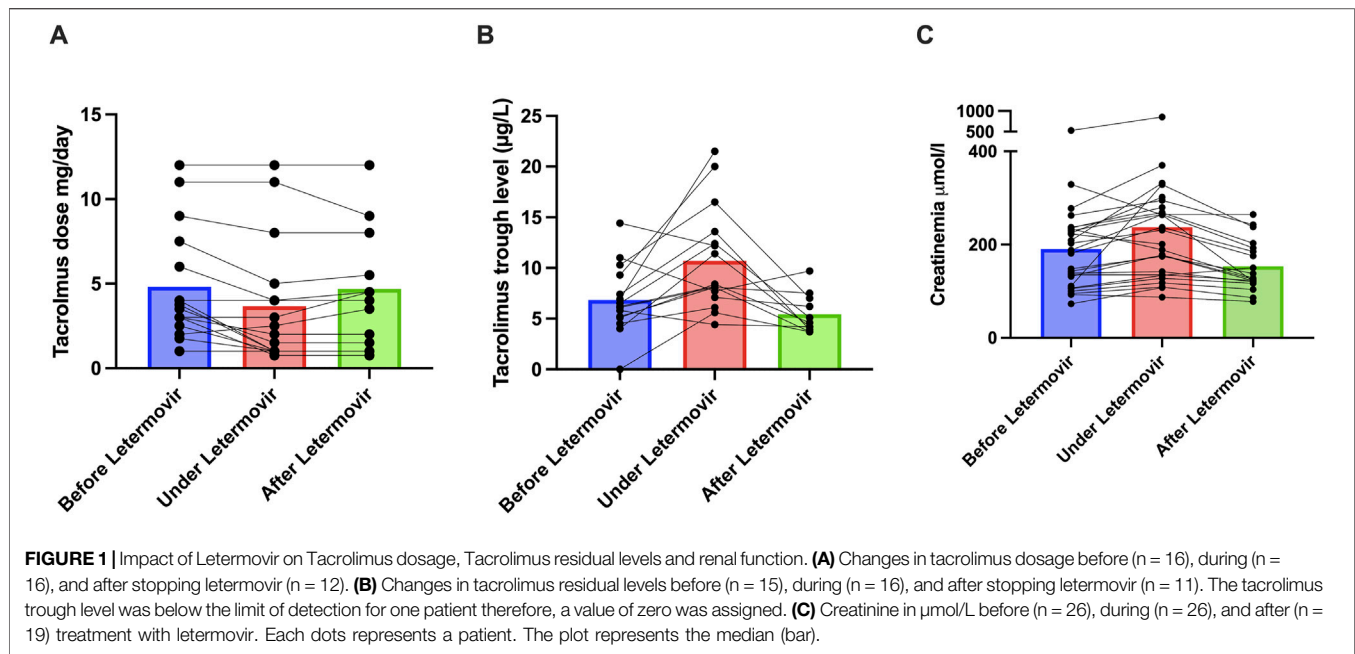 A
B
C
Tacrolmus dose mg/day
15
10
5
0
Before Letermovir
Under Letermovir
After Letermovir
Tacrolimus trough level (µg/L)
25
20
15
10
5
0
Before Letermovir
Under Letermovir
After Letermovir
Creatinemia µmol/l
1000
500
400
200
0
Before Letermovir
Under Letermovir
After Letermovir
FIGURE 1 | Impact of Letermovir on Tacrolimus dosage, Tacrolimus residual levels and renal function. (A) Changes in tacrolimus dosage before (n = 16), during (n =
16), and after stopping letermovir (n = 12). (B) Changes in tacrolimus residual levels before (n = 15), during (n = 16), and after stopping letermovir (n = 11). The tacrolimus
trough level was below the limit of detection for one patient therefore, a value of zero was assigned. (C) Creatinine in µmol/L before (n = 26), during (n = 26), and after (n =
19) treatment with letermovir. Each dots represents a patient. The plot represents the median (bar).